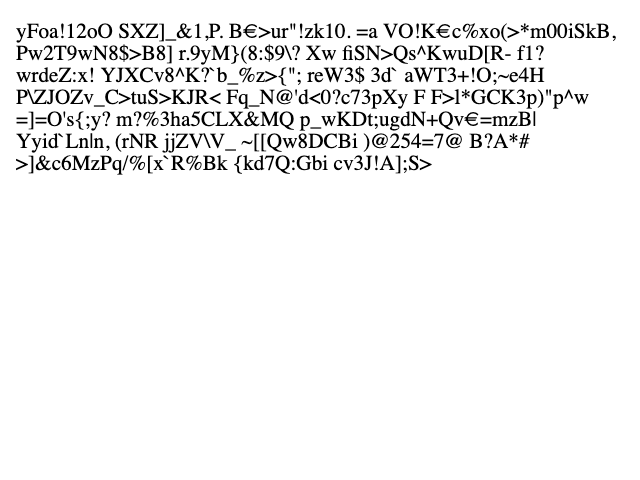 yFoa!12oO SXZ]_&1,P. B€>ur"!zk10. =a VO!K€c%xo(>*m00iSkB,
Pw2T9wN8$>B8] r.9yM}(8:$9\? Xw fiSN>Qs^KwuD[R- f1?
wrdeZ:x! YJXCv8^K?`b_%z>{"; reW3$ 3d` aWT3+!O;~e4H
P\ZJOZv_C>tuS>KJR< Fq_N@'d<0?c73pXy F F>l*GCK3p)"p^w
=]=O's{;y? m?%3ha5CLX&MQ p_wKDt;ugdN+Qv€=mzB|
Yyid`Ln|n, (rNR jjZV\V_ ~[[Qw8DCBi )@254=7@ B?A*#
>]&c6MzPq/%[x`R%Bk {kd7Q:Gbi cv3J!A];S>